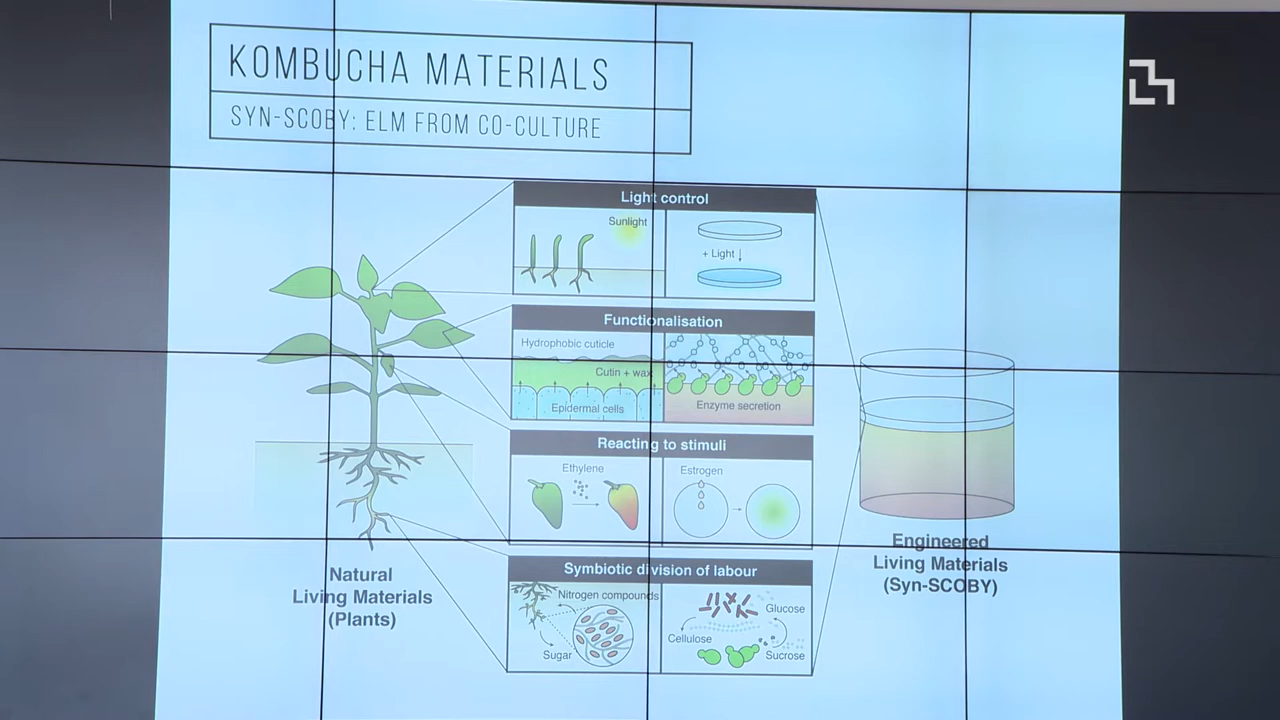 KOMBUCHA MATERIALS
SYN-SCOBY: ELM FROM CO-CULTURE
Light control
Sunlight
+ Light
Functionalisation
Hydrophobic cuticle
Cutin + wax
Epidermal cells
Enzyme secretion
Reacting to stimuli
Ethylene
Estrogen
Symbiotic division of labour
Nitrogen compounds
Sugar
Glucose
Cellulose
Sucrose
Natural
Living Materials
(Plants)
Engineered
Living Materials
(Syn-SCOBY)